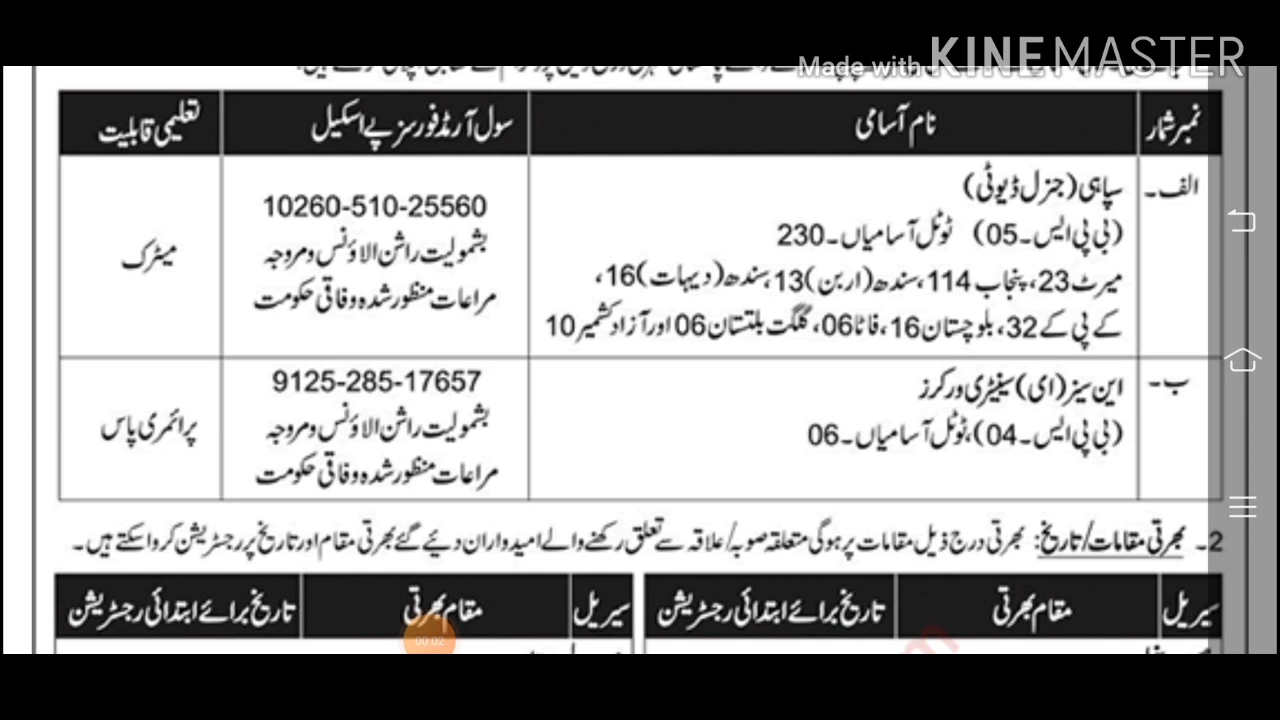 Made with KINEMASTER
نمبر شمار
نام آسامی
سول آرمڈ فورسز پے اسکیل
تعلیمی قابلیت
الف۔
سپاہی (جنرل ڈیوٹی)
(بی پی ایس۔05) ٹوٹل آسامیاں۔230
میرٹ 23، پنجاب 114، سندھ (اربن) 13، سندھ (دیہات) 16،
کے پی کے 32، بلوچستان 16، فاٹا 06، گلگت بلتستان 06 اور آزاد کشمیر 10
10260-510-25560
بشمولیت راشن الاؤنس و مروجہ
مراعات منظور شدہ وفاقی حکومت
میٹرک
ب۔
این سیز (ای) سینیٹری ورکرز
(بی پی ایس۔04)، ٹوٹل آسامیاں۔06
9125-285-17657
بشمولیت راشن الاؤنس و مروجہ
مراعات منظور شدہ وفاقی حکومت
پرائمری پاس
2۔ بھرتی مقامات/تاریخ: بھرتی درج ذیل مقامات پر ہوگی متعلقہ صوبہ/علاقہ سے تعلق رکھنے والے امیدواران دیئے گئے بھرتی مقام اور تاریخ پر رجسٹریشن کروا سکتے ہیں۔
سیریل
مقام بھرتی
تاریخ برائے ابتدائی رجسٹریشن
سیریل
مقام بھرتی
تاریخ برائے ابتدائی رجسٹریشن
00:02